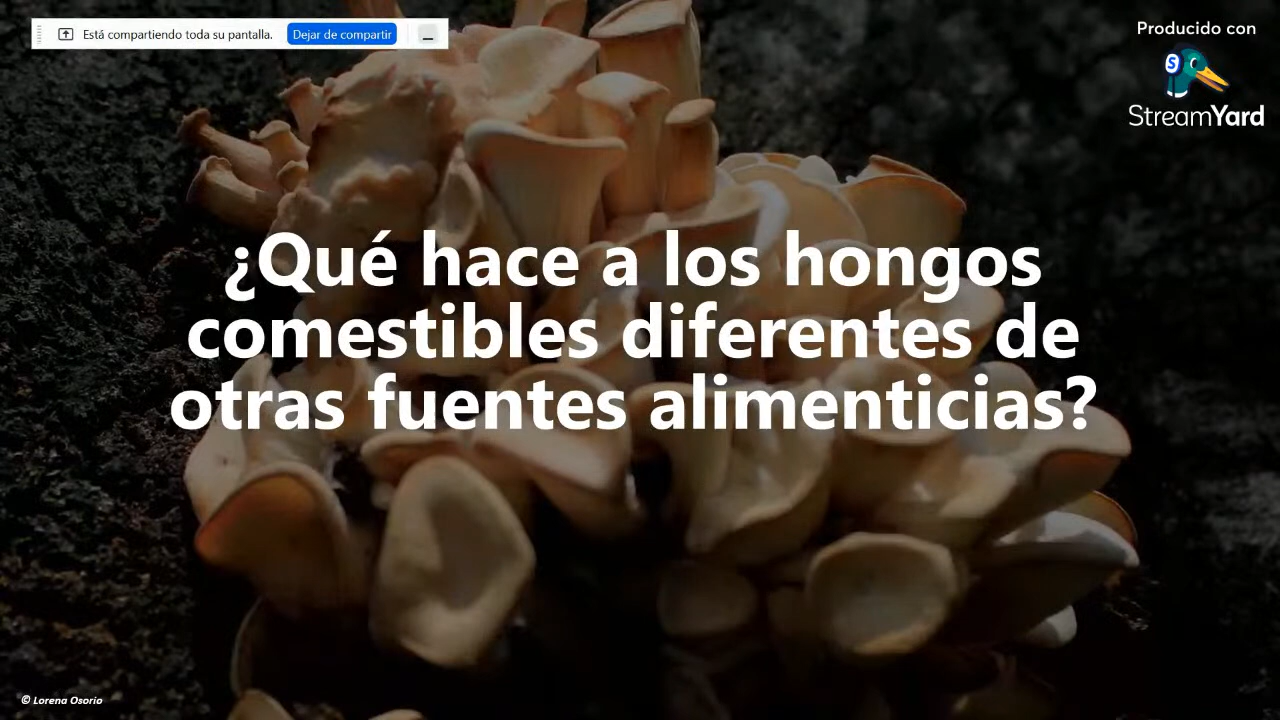 Está compartiendo toda su pantalla.
Dejar de compartir
Producido con
S
StreamYard
¿Qué hace a los hongos
comestibles diferentes de
otras fuentes alimenticias?
© Lorena Osorio